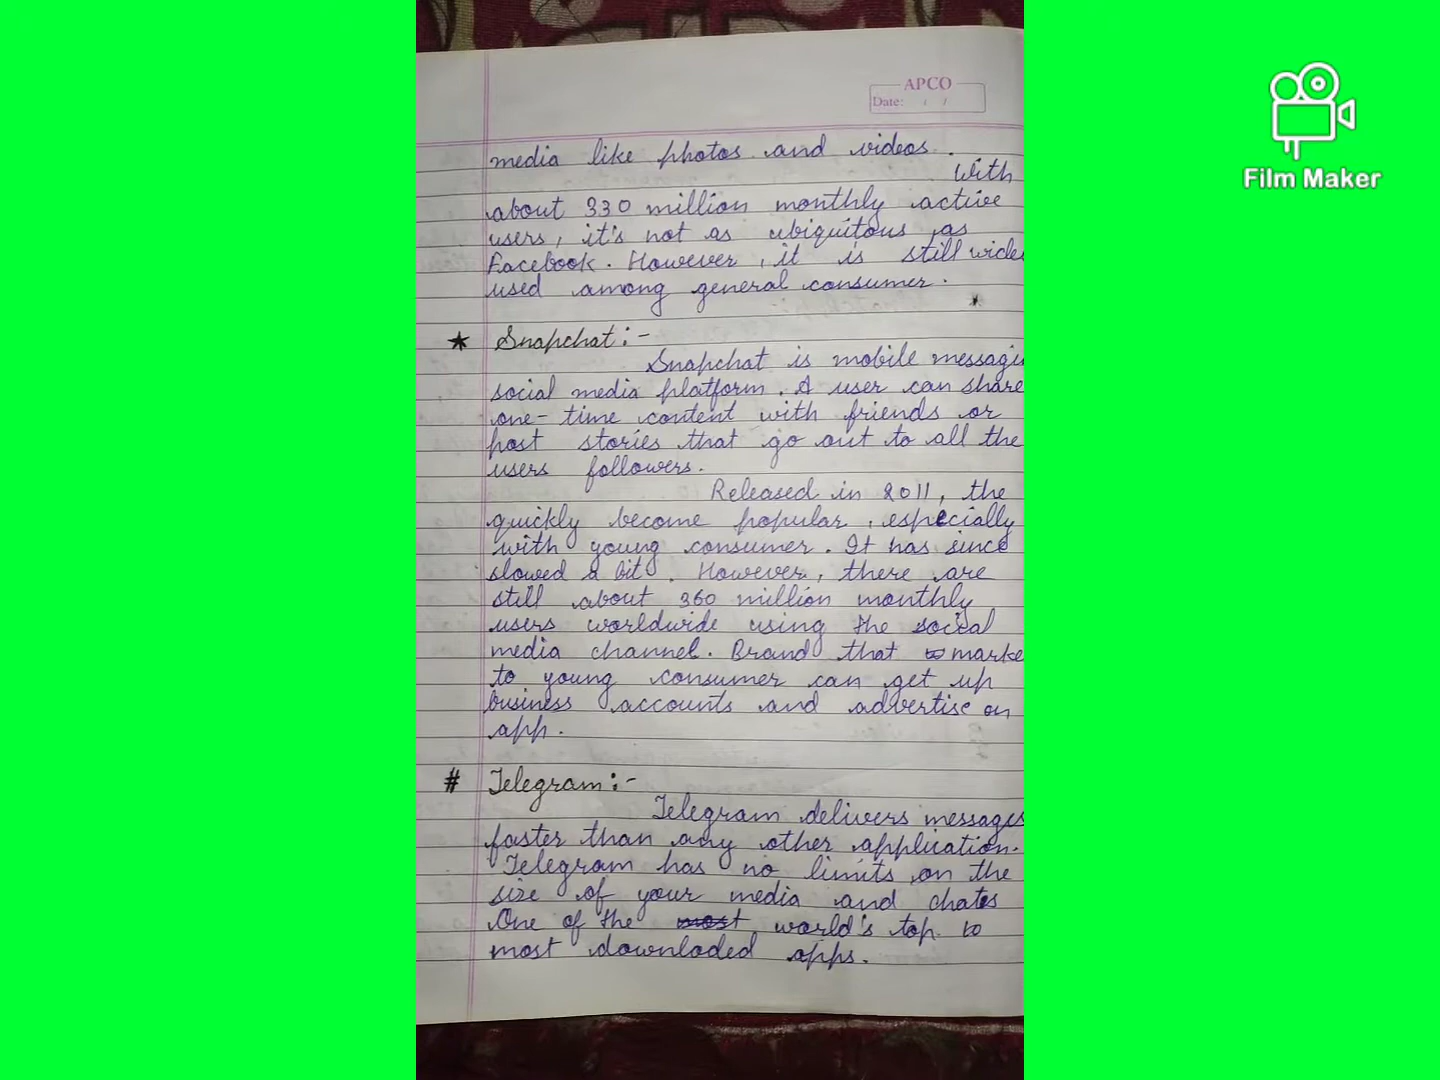 APCO
Date: / /
Film Maker
media like photos and videos.
With
about 330 million monthly active
users, it's not as ubiquitous as
Facebook. However, it is still wide
used among general consumer.
★ Snapchat:-
Snapchat is mobile messagi
social media platform. A user can share
one-time content with friends or
post stories that go out to all the
users followers.
Released in 2011, the
quickly become popular, especially
with young consumer. It has since
slowed a bit. However, there are
still about 360 million monthly
users worldwide using the social
media channel. Brand that marke
to young consumer can get up
business accounts and advertise on
app.
# Telegram:-
Telegram delivers messages
faster than any other application.
Telegram has no limits on the
size of your media and chats
One of the most world's top 10
most downloded apps.